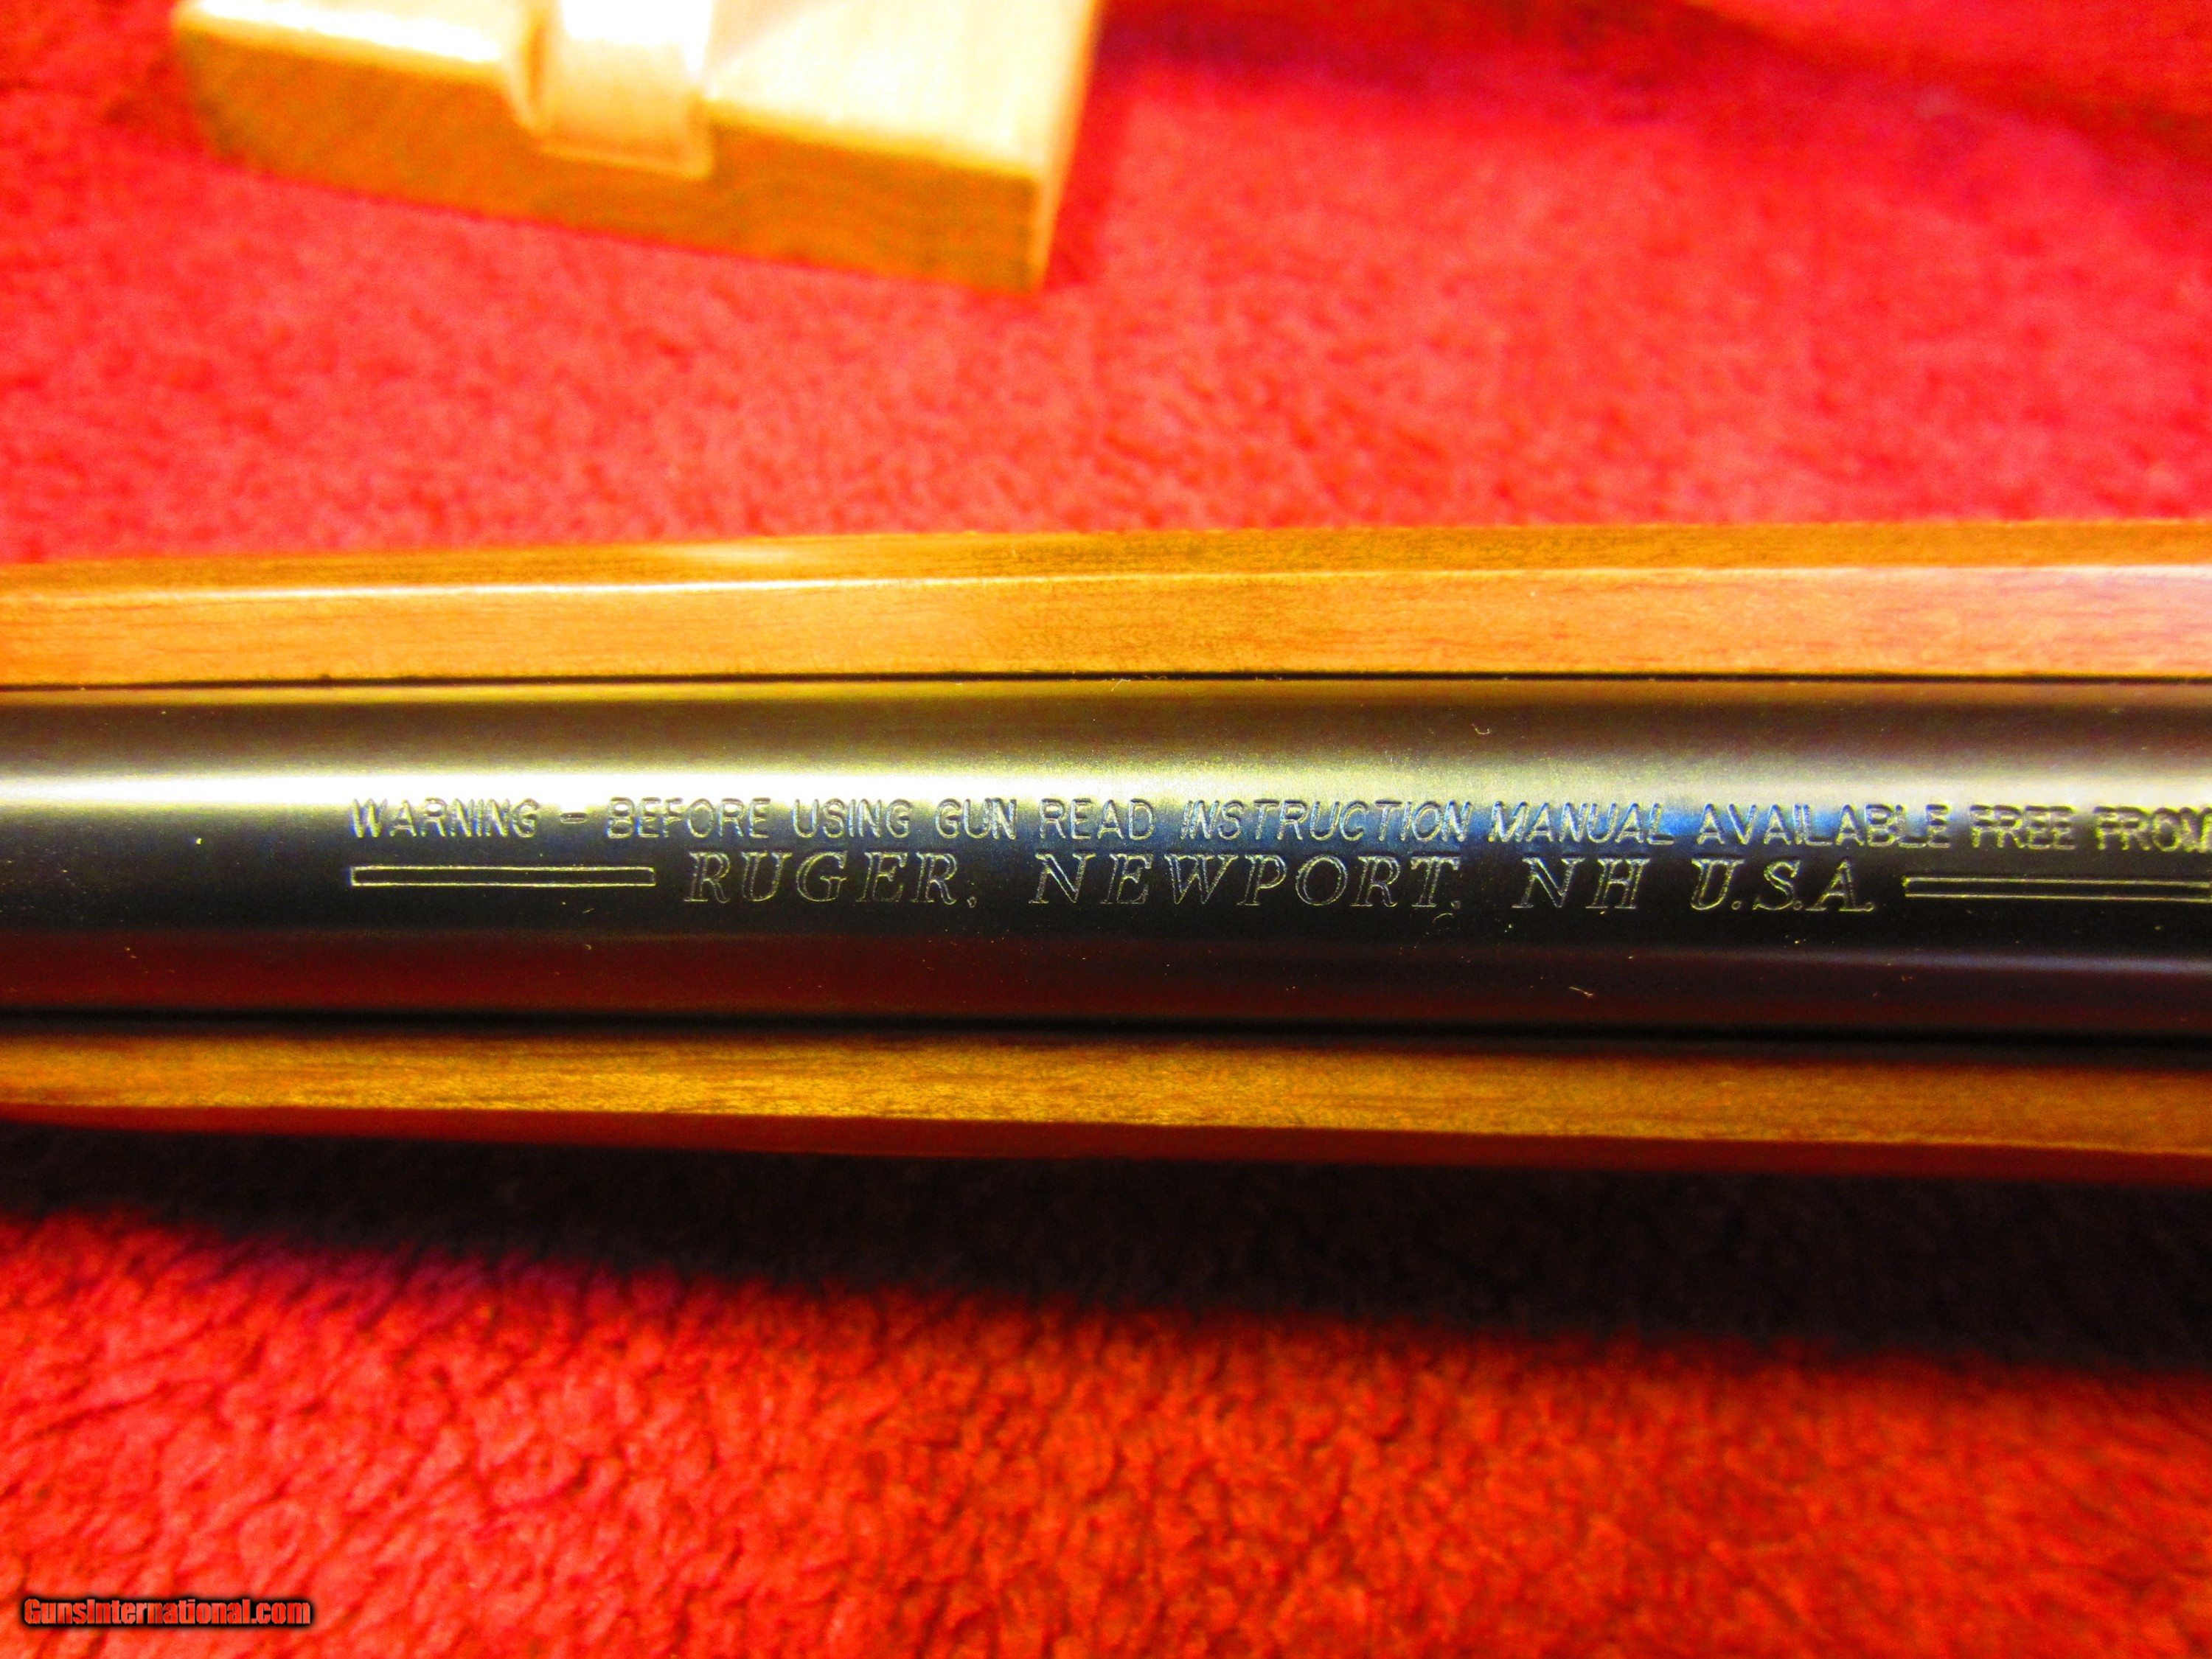 WARNING - BEFORE USING GUN READ INSTRUCTION MANUAL AVAILABLE FREE FROM
RUGER, NEWPORT, NH U.S.A.
GunsInternational.com